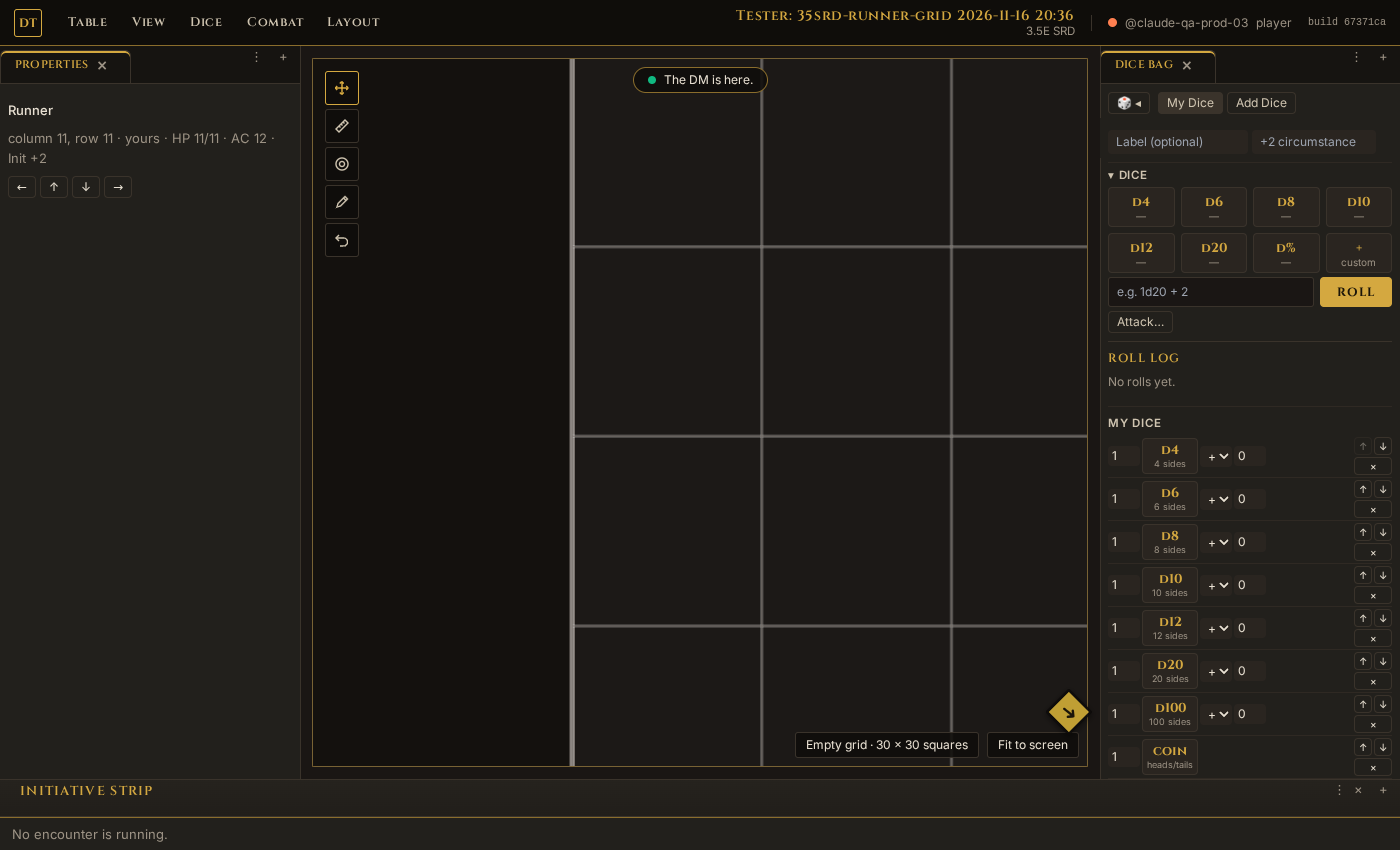 DT TABLE VIEW DICE COMBAT LAYOUT
TESTER: 35SRD-RUNNER-GRID 2026-11-16 20:36
3.5E SRD
@claude-qa-prod-03 player build 67371ca
PROPERTIES ×
Runner
column 11, row 11 · yours · HP 11/11 · AC 12 ·
Init +2
← ↑ ↓ →
The DM is here.
Empty grid · 30 × 30 squares Fit to screen
DICE BAG ×
My Dice Add Dice
Label (optional) +2 circumstance
▾ DICE
D4 D6 D8 D10
— — — —
D12 D20 D% +
— — — custom
e.g. 1d20 + 2 ROLL
Attack...
ROLL LOG
No rolls yet.
MY DICE
1 D4 + 0
4 sides
1 D6 + 0
6 sides
1 D8 + 0
8 sides
1 D10 + 0
10 sides
1 D12 + 0
12 sides
1 D20 + 0
20 sides
1 D100 + 0
100 sides
1 COIN
heads/tails
INITIATIVE STRIP
No encounter is running.